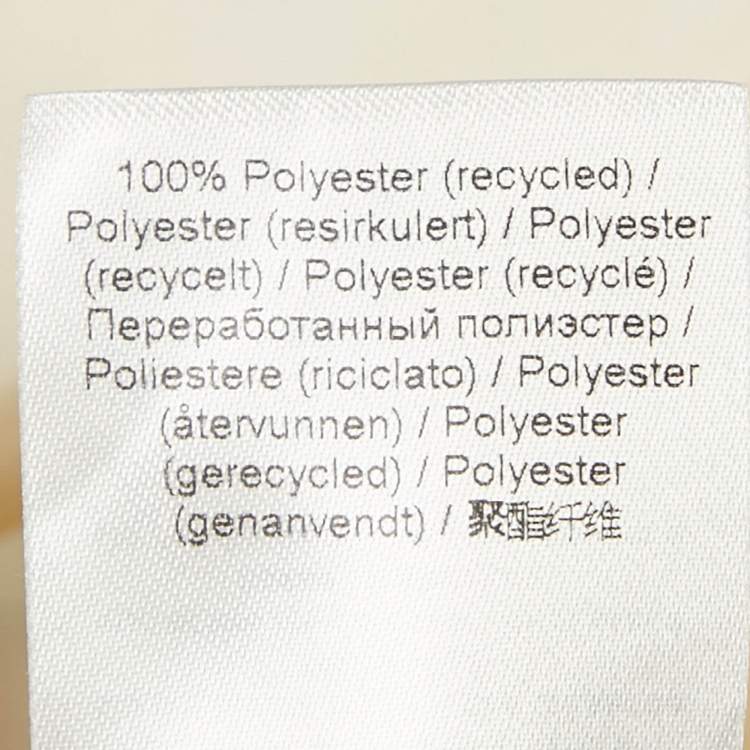 100% Polyester (recycled) /
Polyester (resirkulert) / Polyester
(recycelt) / Polyester (recyclé) /
Переработанный полиэстер /
Poliestere (riciclato) / Polyester
(återvunnen) / Polyester
(gerecycled) / Polyester
(genanvendt) / 聚酯纤维